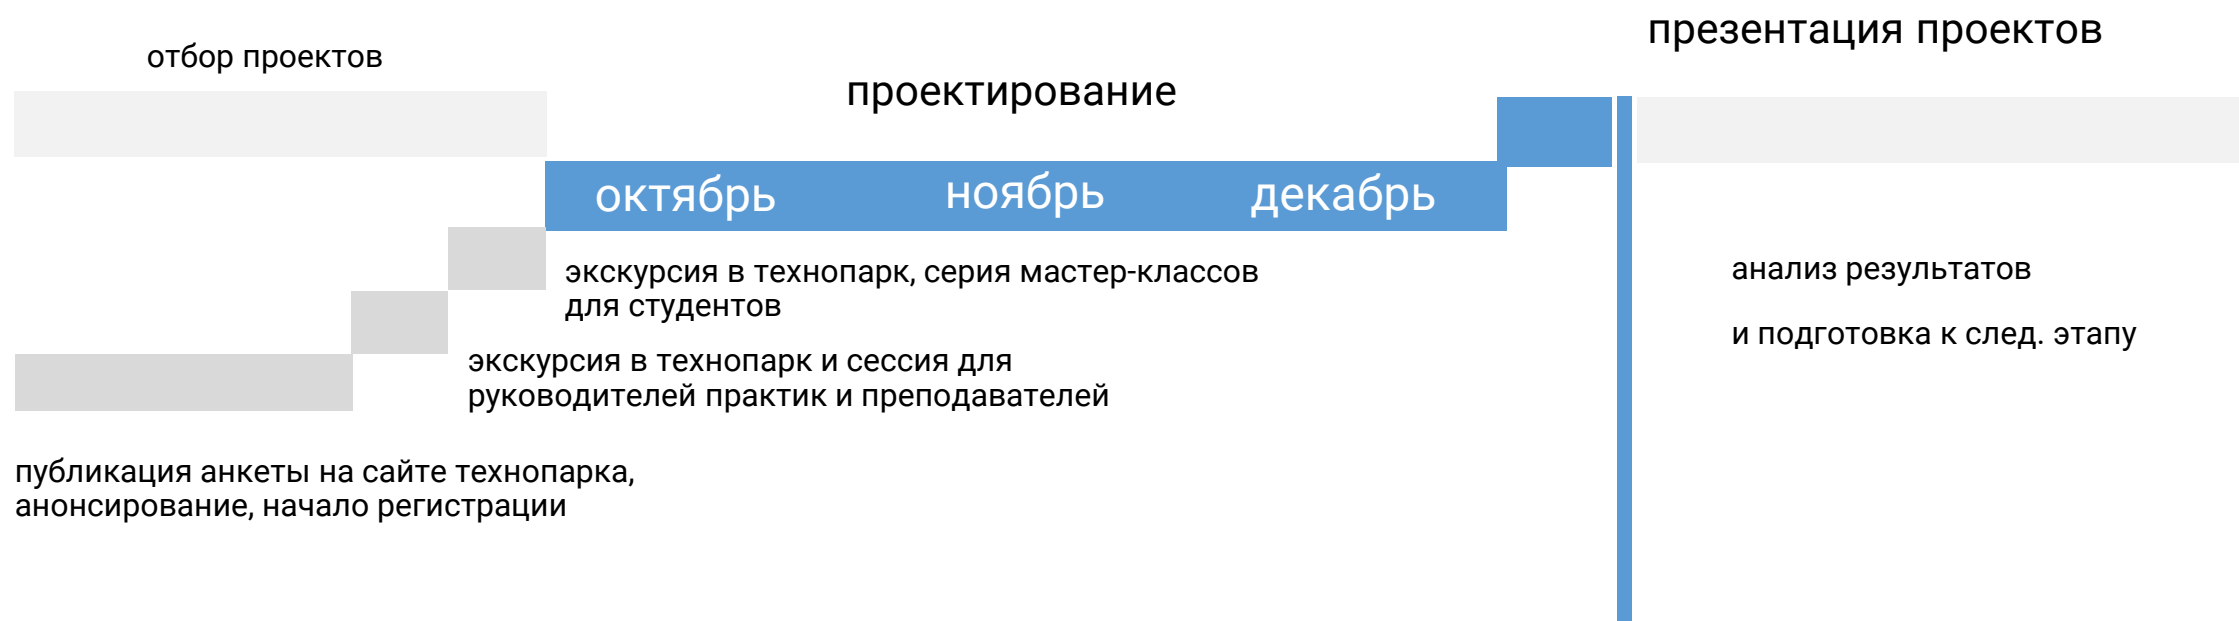 презентация проектов
отбор проектов
проектирование
октябрь
ноябрь
декабрь
экскурсия в технопарк, серия мастер-классов
для студентов
анализ результатов
и подготовка к след. этапу
экскурсия в технопарк и сессия для
руководителей практик и преподавателей
публикация анкеты на сайте технопарка,
анонсирование, начало регистрации